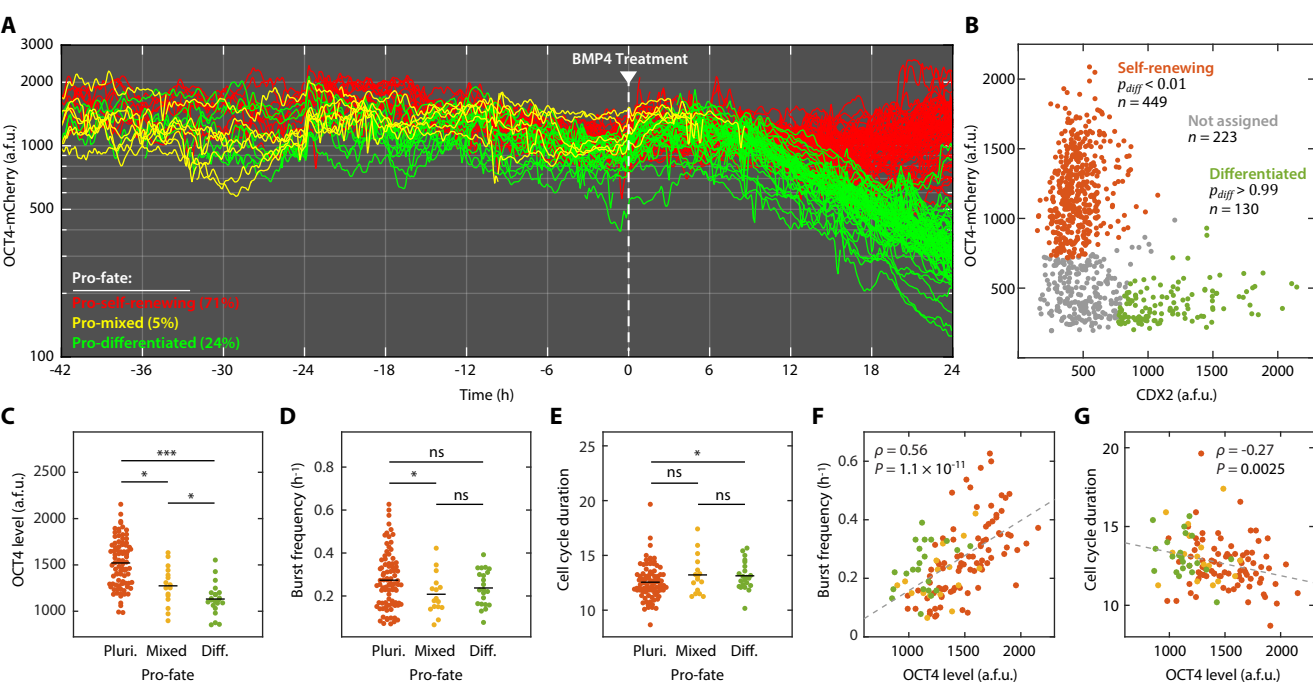 A
3000
2000
1000
500
100
OCT4-mCherry (a.f.u.)
BMP4 Treatment
Pro-fate:
Pro-self-renewing (71%)
Pro-mixed (5%)
Pro-differentiated (24%)
-42 -36 -30 -24 -18 -12 -6 0 6 12 18 24
Time (h)
B
2000
1500
1000
500
OCT4-mCherry (a.f.u.)
Self-renewing
pdiff < 0.01
n = 449
Not assigned
n = 223
Differentiated
pdiff > 0.99
n = 130
500 1000 1500 2000
CDX2 (a.f.u.)
C
2500
2000
1500
1000
OCT4 level (a.f.u.)
***
*
*
Pluri. Mixed Diff.
Pro-fate
D
0.8
0.6
0.4
0.2
Burst frequency (h-1)
ns
*
ns
Pluri. Mixed Diff.
Pro-fate
E
25
20
15
10
Cell cycle duration
*
ns
ns
Pluri. Mixed Diff.
Pro-fate
F
0.6
0.4
0.2
0
Burst frequency (h-1)
ρ = 0.56
P = 1.1 × 10-11
1000 1500 2000
OCT4 level (a.f.u.)
G
20
15
10
Cell cycle duration
ρ = -0.27
P = 0.0025
1000 1500 2000
OCT4 level (a.f.u.)